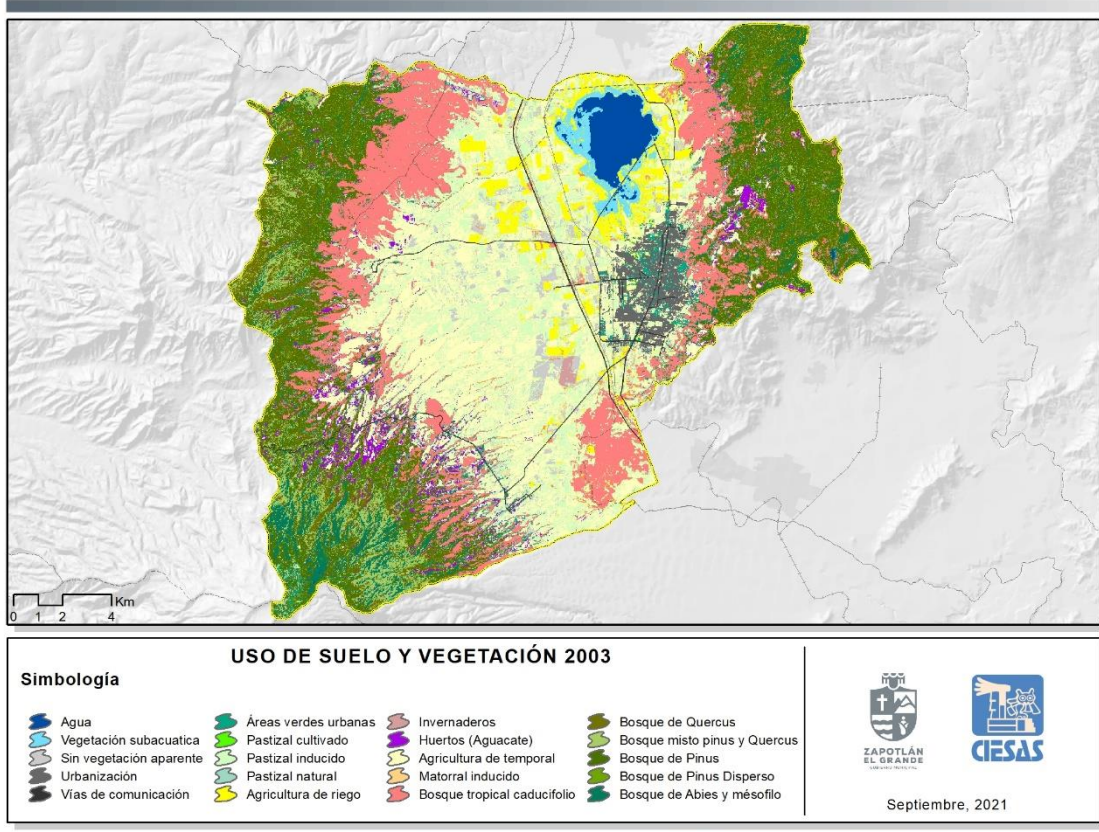 Km
0 1 2 4
USO DE SUELO Y VEGETACIÓN 2003
Simbología
Agua
Vegetación subacuatica
Sin vegetación aparente
Urbanización
Vías de comunicación
Áreas verdes urbanas
Pastizal cultivado
Pastizal inducido
Pastizal natural
Agricultura de riego
Invernaderos
Huertos (Aguacate)
Agricultura de temporal
Matorral inducido
Bosque tropical caducifolio
Bosque de Quercus
Bosque misto pinus y Quercus
Bosque de Pinus
Bosque de Pinus Disperso
Bosque de Abies y mésofilo
ZAPOTLÁN
EL GRANDE
CIESAS
Septiembre, 2021